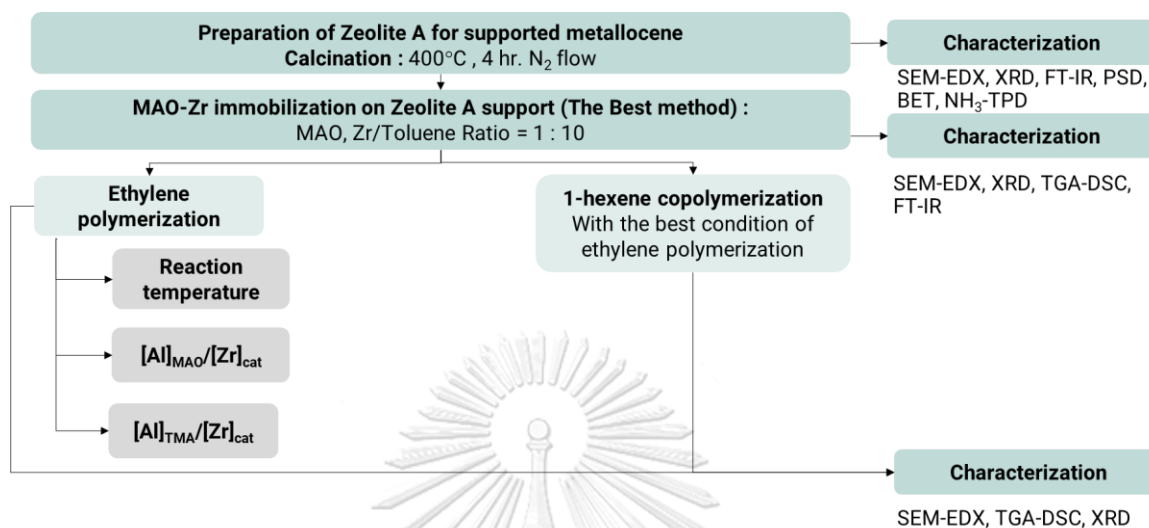 Preparation of Zeolite A for supported metallocene
Calcination : 400°C , 4 hr. N₂ flow
Characterization
SEM-EDX, XRD, FT-IR, PSD,
BET, NH₃-TPD
MAO-Zr immobilization on Zeolite A support (The Best method) :
MAO, Zr/Toluene Ratio = 1 : 10
Characterization
SEM-EDX, XRD, TGA-DSC,
FT-IR
Ethylene
polymerization
1-hexene copolymerization
With the best condition of
ethylene polymerization
Reaction
temperature
[Al]MAO/[Zr]cat
[Al]TMA/[Zr]cat
Characterization
SEM-EDX, TGA-DSC, XRD